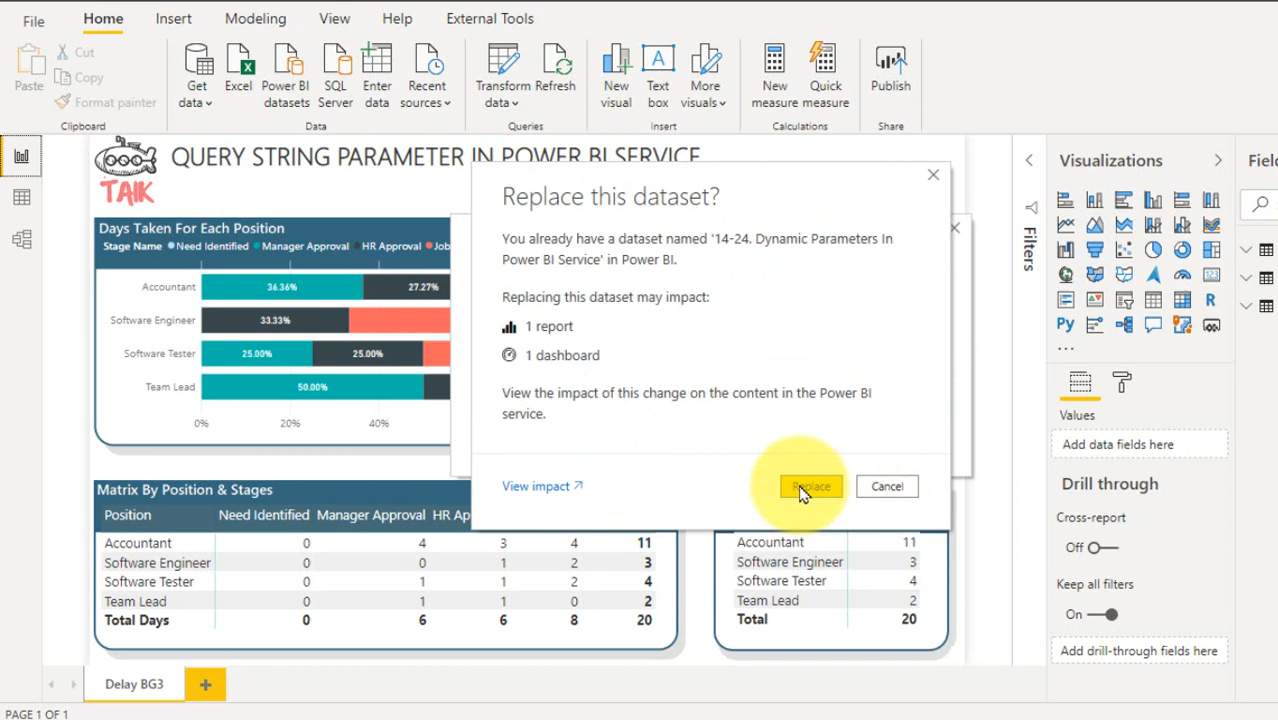 File
Home
Insert
Modeling
View
Help
External Tools
Paste
Cut
Copy
Format painter
Clipboard
Get
data
Excel
Power BI
datasets
SQL
Server
Enter
data
Recent
sources
Data
Transform
data
Refresh
Queries
New
visual
A
Text
box
More
visuals
Insert
New
measure
Quick
measure
Calculations
Publish
Share
TAIK
QUERY STRING PARAMETER IN POWER BI SERVICE
Days Taken For Each Position
Stage Name Need Identified Manager Approval HR Approval Job
Accountant 36.36% 27.27%
Software Engineer 33.33%
Software Tester 25.00% 25.00%
Team Lead 50.00%
0% 20% 40%
Replace this dataset?
You already have a dataset named '14-24. Dynamic Parameters In
Power BI Service' in Power BI.
Replacing this dataset may impact:
1 report
1 dashboard
View the impact of this change on the content in the Power BI
service.
View impact
Replace
Cancel
Matrix By Position & Stages
Position Need Identified Manager Approval HR Ap
Accountant 0 4 3 4 11
Software Engineer 0 0 1 2 3
Software Tester 0 1 1 2 4
Team Lead 0 1 1 0 2
Total Days 0 6 6 8 20
Accountant 11
Software Engineer 3
Software Tester 4
Team Lead 2
Total 20
Filters
Visualizations
R
Py
Values
Add data fields here
Drill through
Cross-report
Off
Keep all filters
On
Add drill-through fields here
Field
Delay BG3
PAGE 1 OF 1